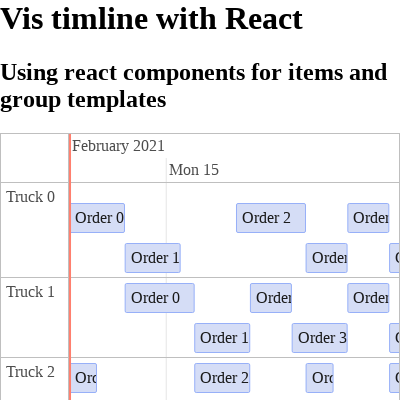 Vis timline with React
Using react components for items and
group templates
February 2021
Mon 15
Truck 0
Order 0
Order 2
Order 1
Truck 1
Order 0
Order 1
Order 3
Truck 2
Order 2